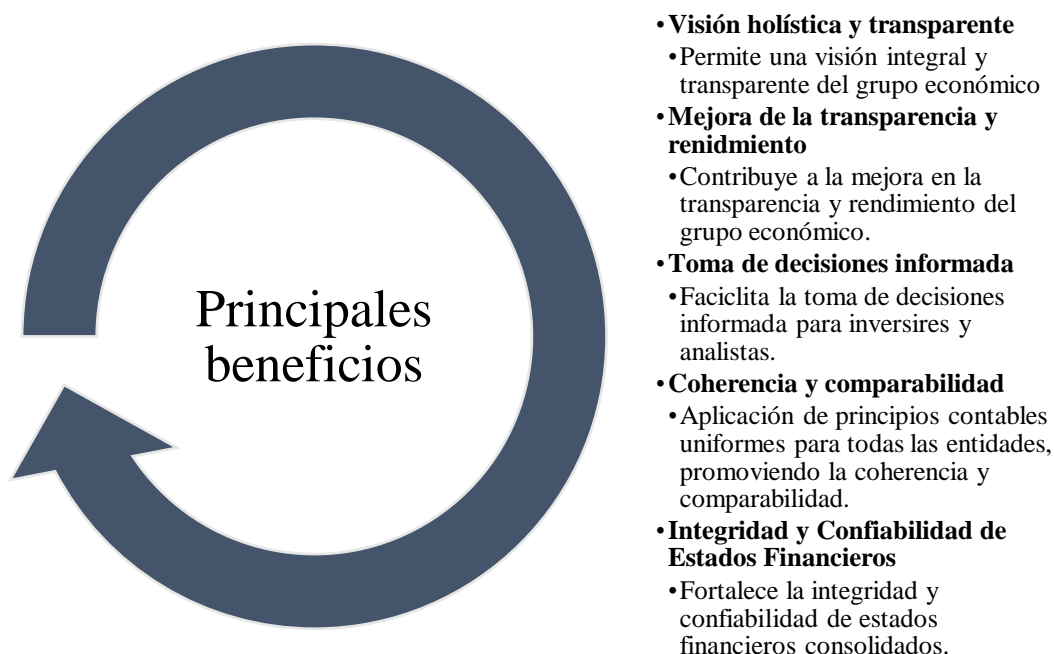 Principales
beneficios
•Visión holística y transparente
•Permite una visión integral y
transparente del grupo económico
•Mejora de la transparencia y
renidmiento
•Contribuye a la mejora en la
transparencia y rendimiento del
grupo económico.
•Toma de decisiones informada
•Faciclita la toma de decisiones
informada para inversires y
analistas.
•Coherencia y comparabilidad
•Aplicación de principios contables
uniformes para todas las entidades,
promoviendo la coherencia y
comparabilidad.
•Integridad y Confiabilidad de
Estados Financieros
•Fortalece la integridad y
confiabilidad de estados
financieros consolidados.